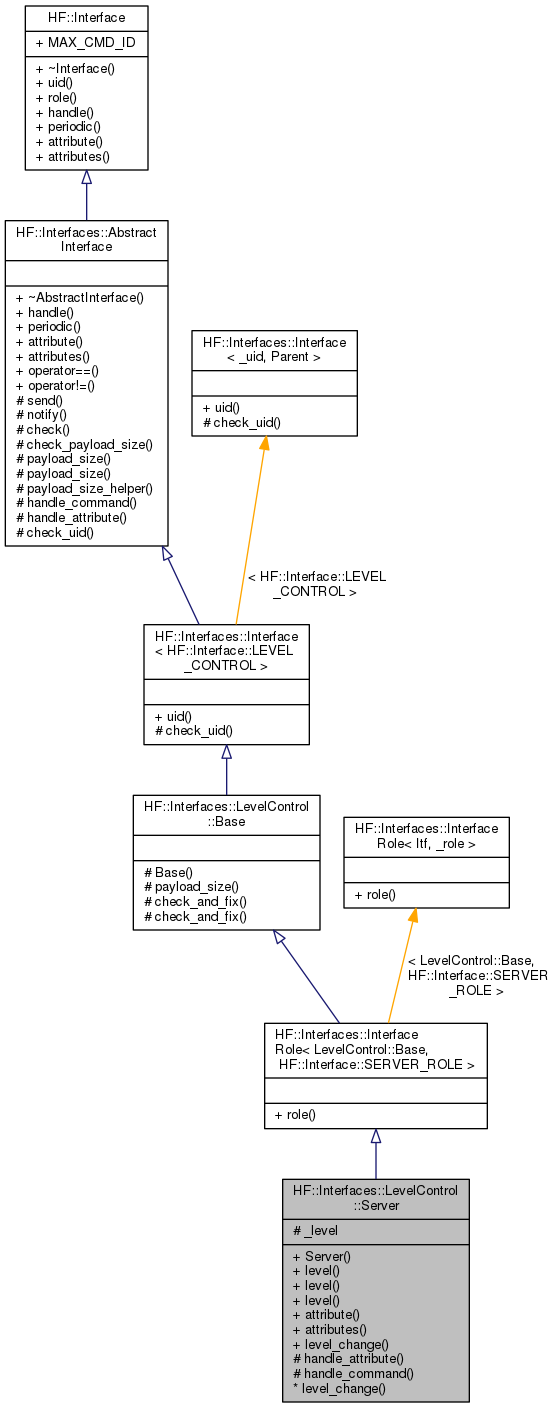 HF::Interface
+ MAX_CMD_ID
+ ~Interface()
+ uid()
+ role()
+ handle()
+ periodic()
+ attribute()
+ attributes()
HF::Interfaces::Abstract
Interface
+ ~AbstractInterface()
+ handle()
+ periodic()
+ attribute()
+ attributes()
+ operator==()
+ operator!=()
# send()
# notify()
# check()
# check_payload_size()
# payload_size()
# payload_size()
# payload_size_helper()
# handle_command()
# handle_attribute()
# check_uid()
HF::Interfaces::Interface
< _uid, Parent >
+ uid()
# check_uid()
< HF::Interface::LEVEL
_CONTROL >
HF::Interfaces::Interface
< HF::Interface::LEVEL
_CONTROL >
+ uid()
# check_uid()
HF::Interfaces::LevelControl
::Base
# Base()
# payload_size()
# check_and_fix()
# check_and_fix()
HF::Interfaces::Interface
Role< Itf, _role >
+ role()
< LevelControl::Base,
HF::Interface::SERVER
_ROLE >
HF::Interfaces::Interface
Role< LevelControl::Base,
HF::Interface::SERVER_ROLE >
+ role()
HF::Interfaces::LevelControl
::Server
# _level
+ Server()
+ level()
+ level()
+ level()
+ attribute()
+ attributes()
+ level_change()
# handle_attribute()
# handle_command()
* level_change()